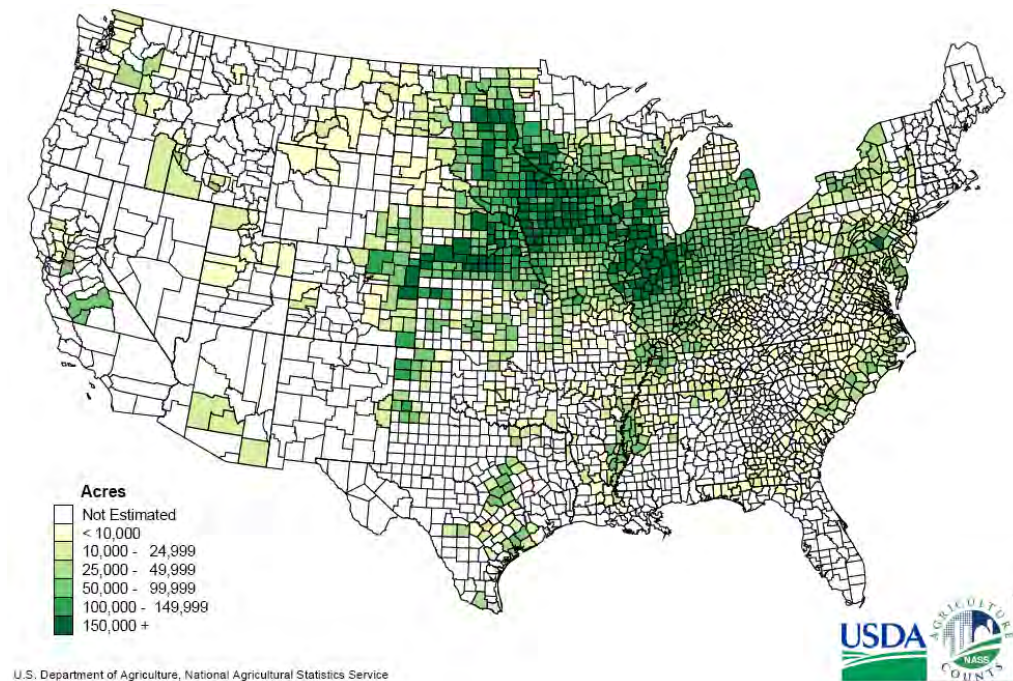 Acres
Not Estimated
< 10,000
10,000 - 24,999
25,000 - 49,999
50,000 - 99,999
100,000 - 149,999
150,000 +
USDA
AGRICULTURE
NASS
COUNTS
U.S. Department of Agriculture, National Agricultural Statistics Service